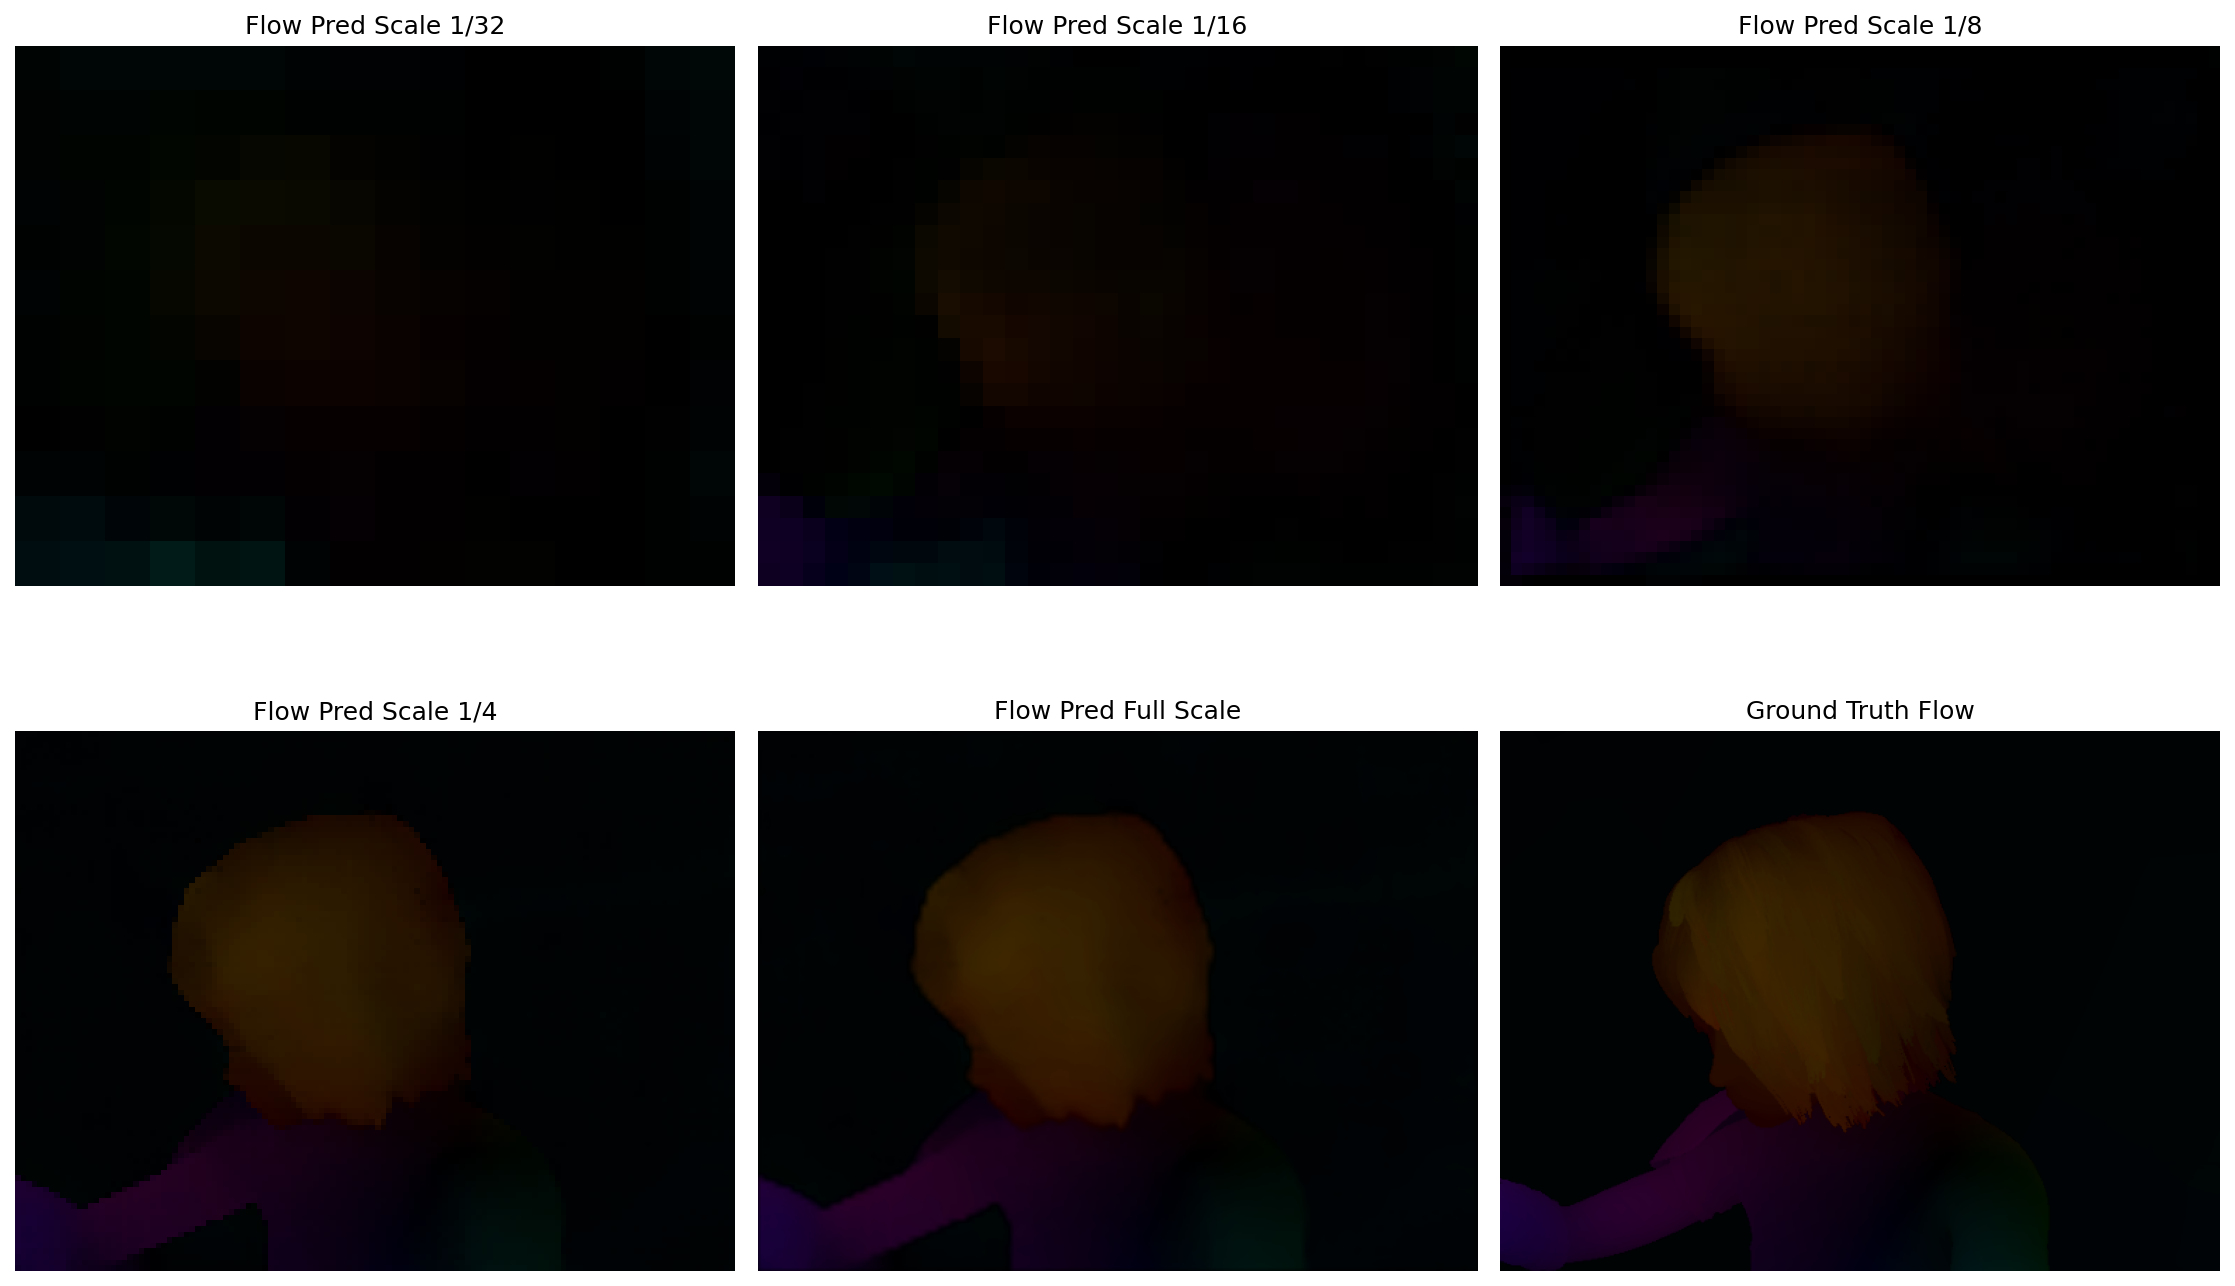 Flow Pred Scale 1/32
Flow Pred Scale 1/16
Flow Pred Scale 1/8
Flow Pred Scale 1/4
Flow Pred Full Scale
Ground Truth Flow